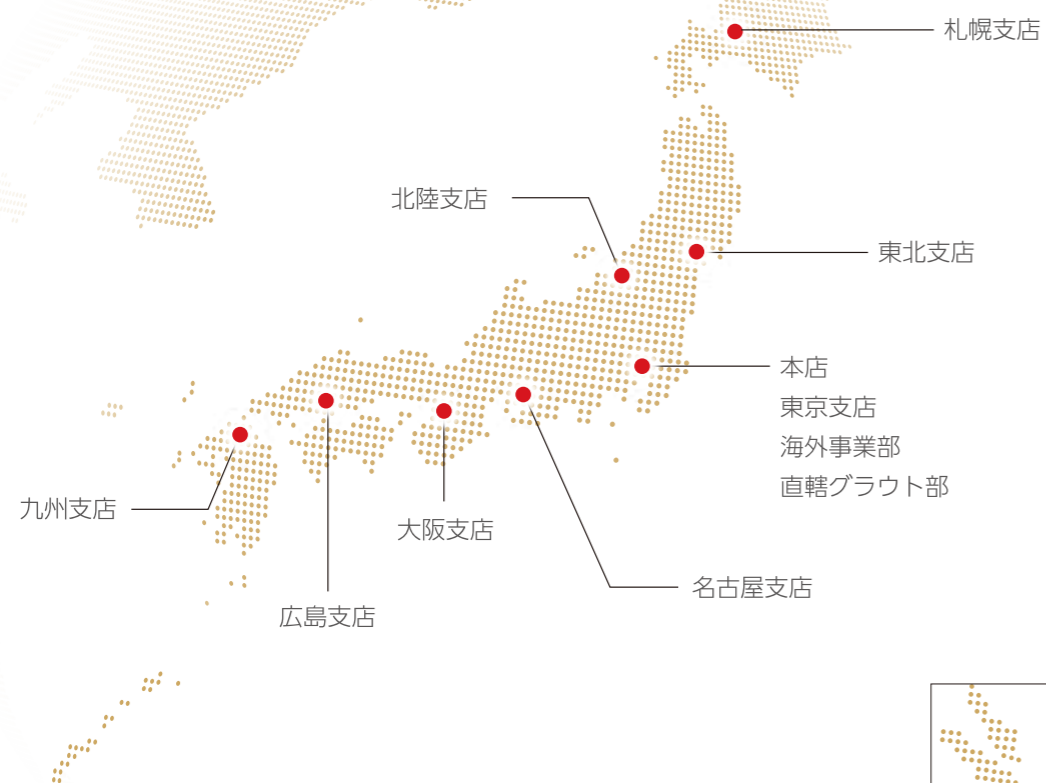 札幌支店
北陸支店
東北支店
本店
東京支店
海外事業部
直轄グラウト部
九州支店
大阪支店
名古屋支店
広島支店